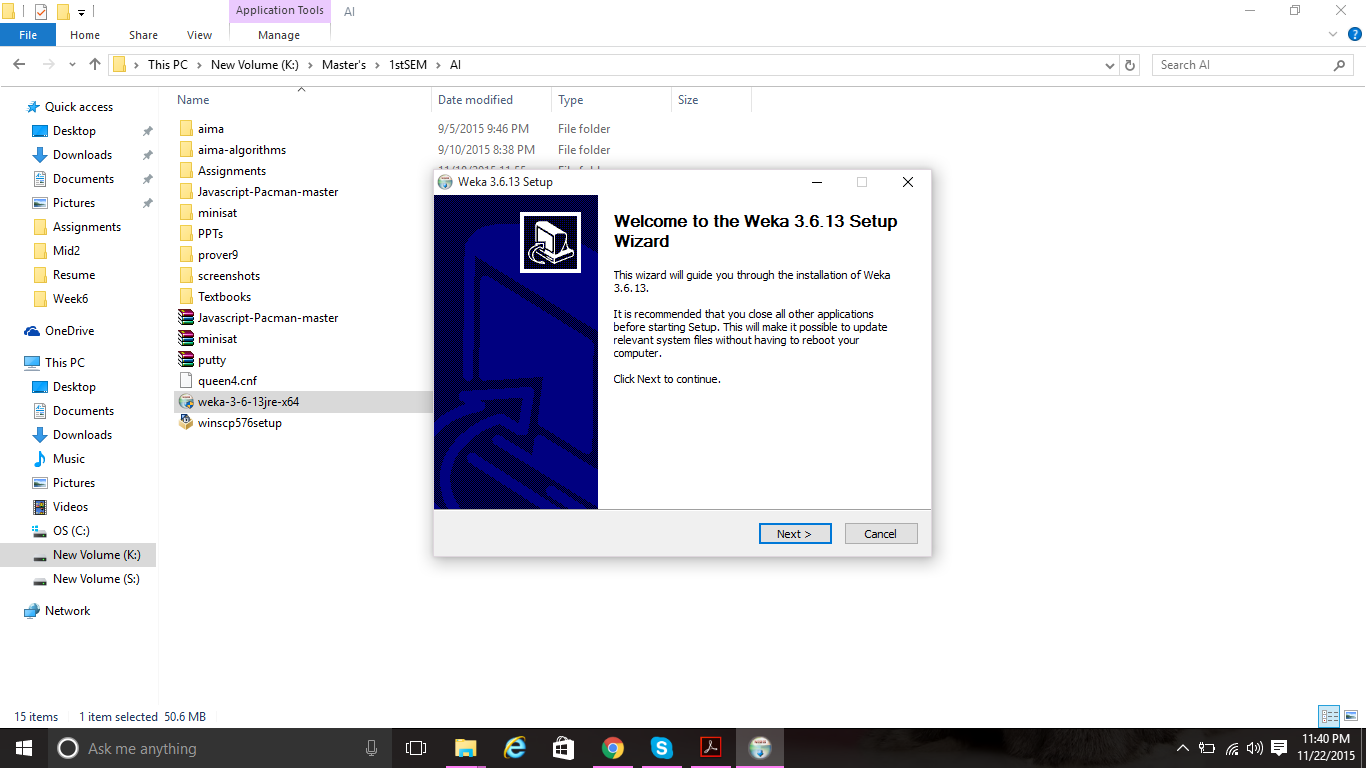 Application Tools
AI
File
Home
Share
View
Manage
This PC
New Volume (K:)
Master's
1stSEM
AI
Search AI
Name
Date modified
Type
Size
Quick access
Desktop
Downloads
Documents
Pictures
Assignments
Mid2
Resume
Week6
OneDrive
This PC
Desktop
Documents
Downloads
Music
Pictures
Videos
OS (C:)
New Volume (K:)
New Volume (S:)
Network
aima 9/5/2015 9:46 PM File folder
aima-algorithms 9/10/2015 8:38 PM File folder
Assignments
Javascript-Pacman-master
minisat
PPTs
prover9
screenshots
Textbooks
Javascript-Pacman-master
minisat
putty
queen4.cnf
weka-3-6-13jre-x64
winscp576setup
Weka 3.6.13 Setup
Welcome to the Weka 3.6.13 Setup
Wizard
This wizard will guide you through the installation of Weka
3.6.13.
It is recommended that you close all other applications
before starting Setup. This will make it possible to update
relevant system files without having to reboot your
computer.
Click Next to continue.
Next >
Cancel
15 items
1 item selected 50.6 MB
Ask me anything
11:40 PM
11/22/2015